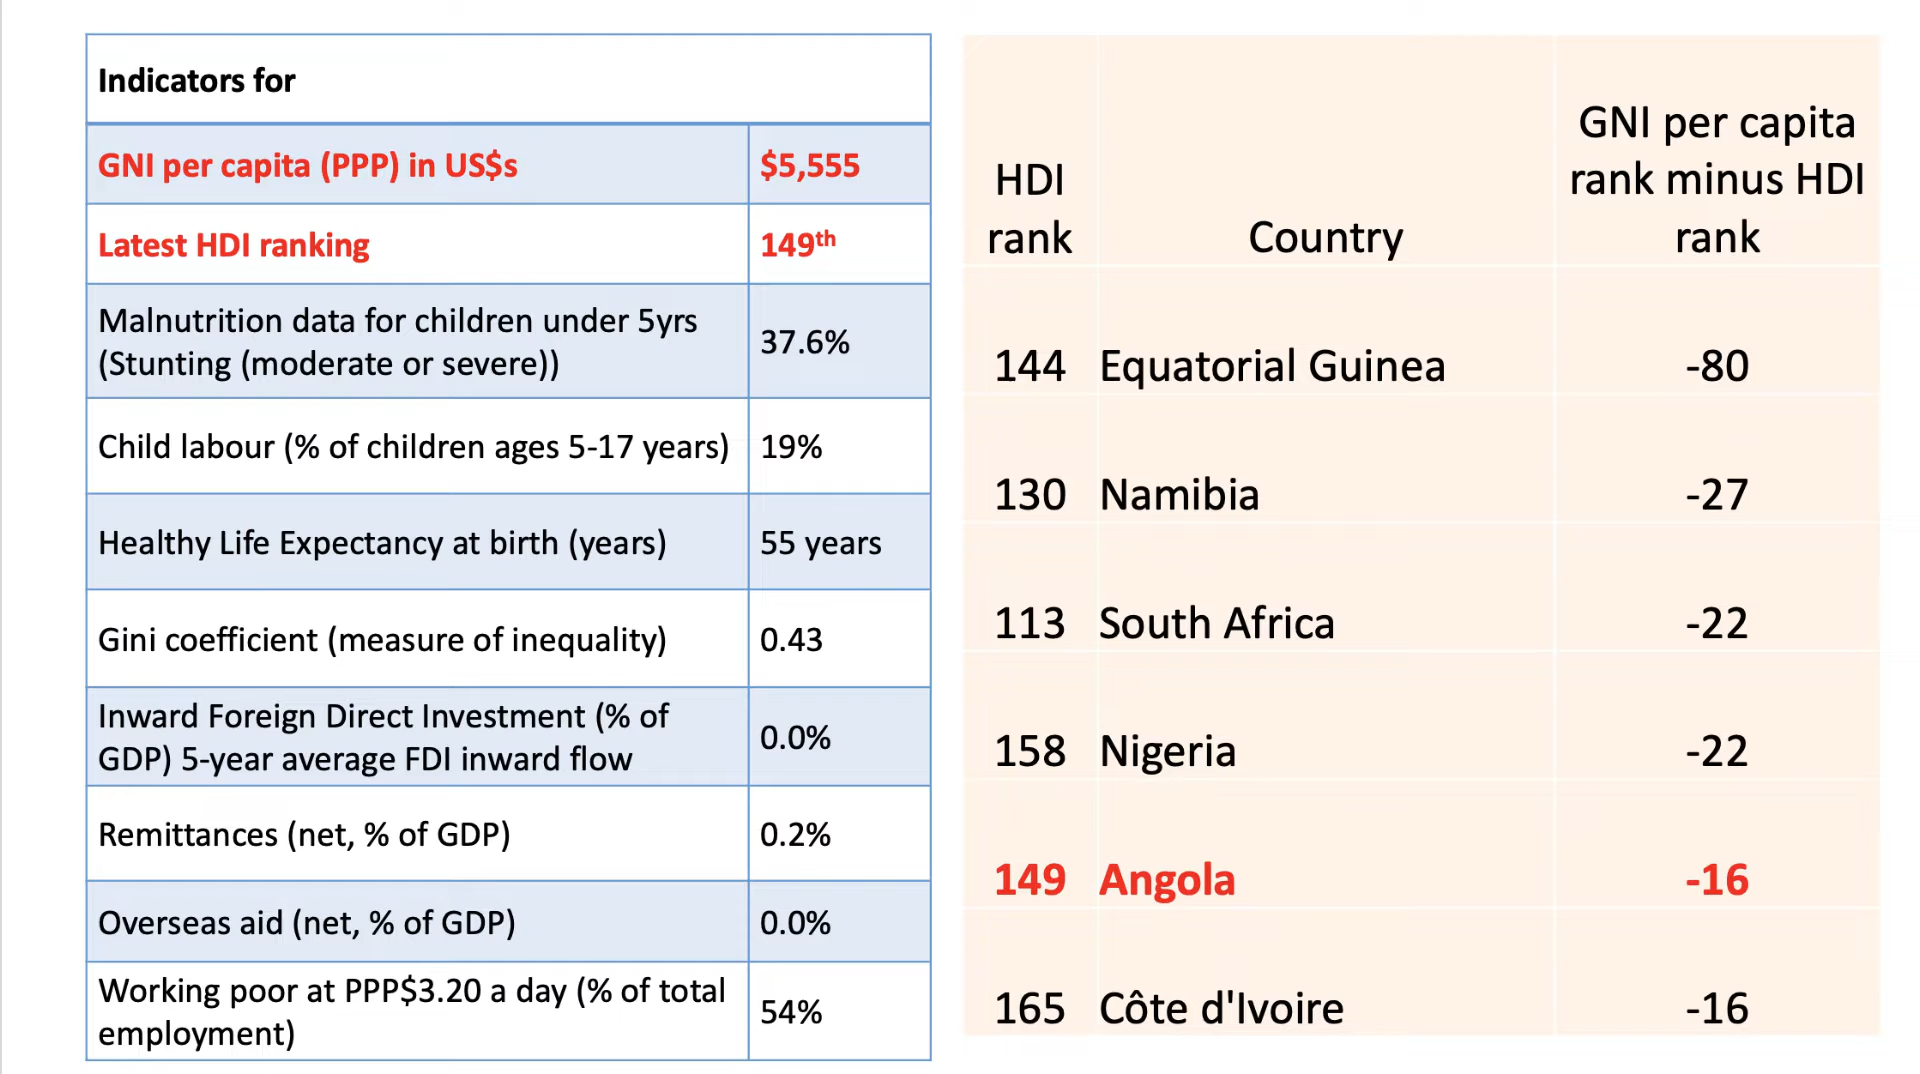 Indicators for
GNI per capita (PPP) in US$s $5,555
Latest HDI ranking 149th
Malnutrition data for children under 5yrs
(Stunting (moderate or severe)) 37.6%
Child labour (% of children ages 5-17 years) 19%
Healthy Life Expectancy at birth (years) 55 years
Gini coefficient (measure of inequality) 0.43
Inward Foreign Direct Investment (% of
GDP) 5-year average FDI inward flow 0.0%
Remittances (net, % of GDP) 0.2%
Overseas aid (net, % of GDP) 0.0%
Working poor at PPP$3.20 a day (% of total
employment) 54%
HDI
rank
Country
GNI per capita
rank minus HDI
rank
144 Equatorial Guinea -80
130 Namibia -27
113 South Africa -22
158 Nigeria -22
149 Angola -16
165 Côte d'Ivoire -16